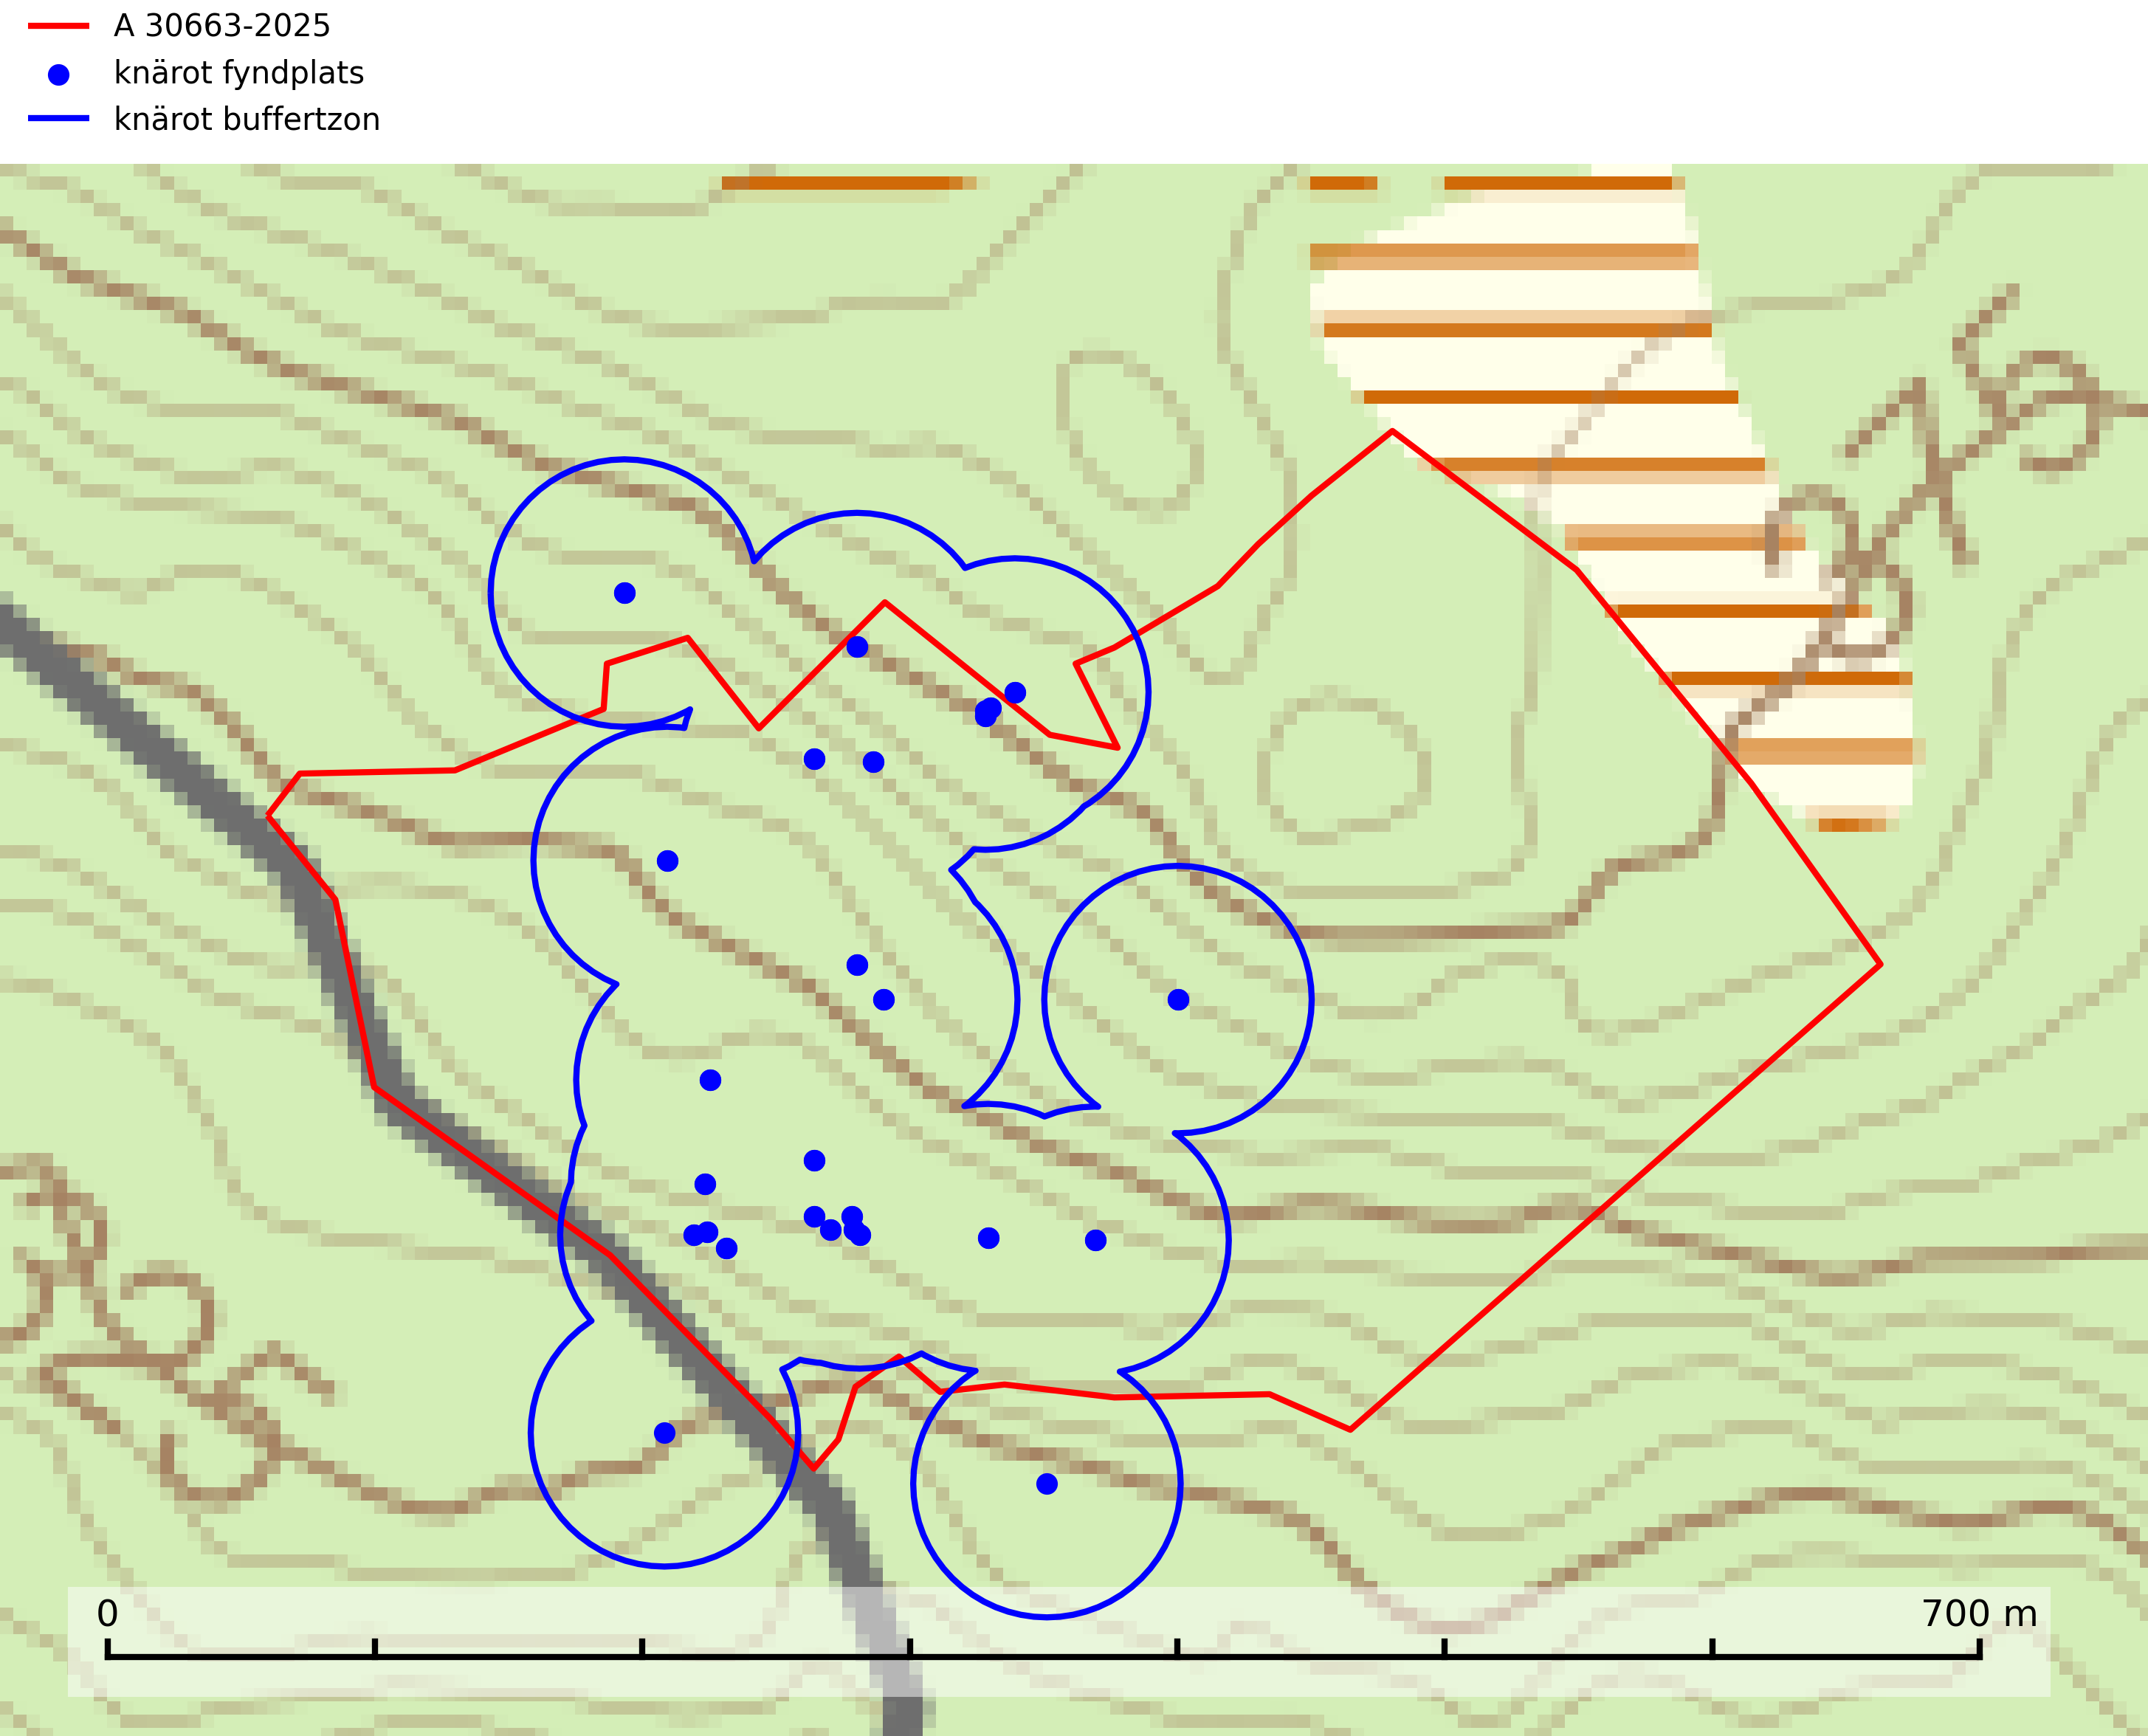 A 30663-2025
knärot fyndplats
knärot buffertzon
0 700 m